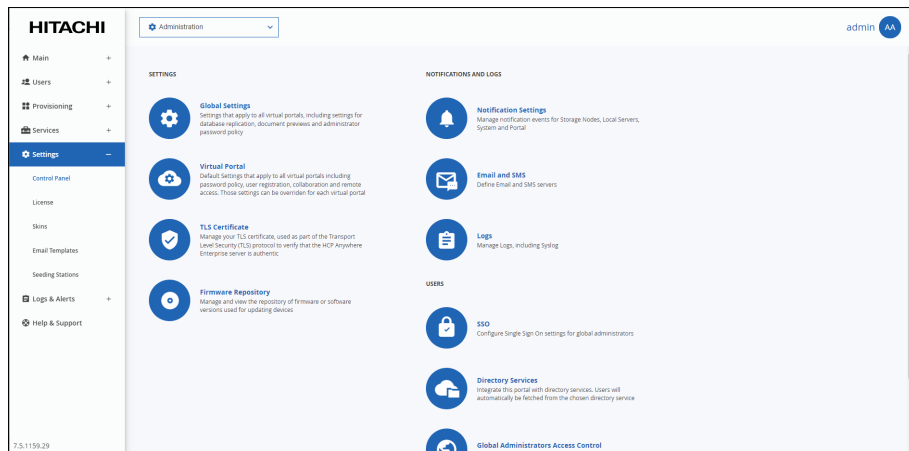 HITACHI
Administration
admin
AA
Main
Users
Provisioning
Services
Settings
Control Panel
License
Skins
Email Templates
Seeding Stations
Logs & Alerts
Help & Support
7.5.1159.29
SETTINGS
Global Settings
Settings that apply to all virtual portals, including settings for
database replication, document previews and administrator
password policy
Virtual Portal
Default Settings that apply to all virtual portals including
password policy, user registration, collaboration and remote
access. Those settings can be overriden for each virtual portal
TLS Certificate
Manage your TLS certificate, used as part of the Transport
Level Security (TLS) protocol to verify that the HCP Anywhere
Enterprise server is authentic
Firmware Repository
Manage and view the repository of firmware or software
versions used for updating devices
NOTIFICATIONS AND LOGS
Notification Settings
Manage notification events for Storage Nodes, Local Servers,
System and Portal
Email and SMS
Define Email and SMS servers
Logs
Manage Logs, including Syslog
USERS
SSO
Configure Single Sign On settings for global administrators
Directory Services
Integrate this portal with directory services. Users will
automatically be fetched from the chosen directory service
Global Administrators Access Control